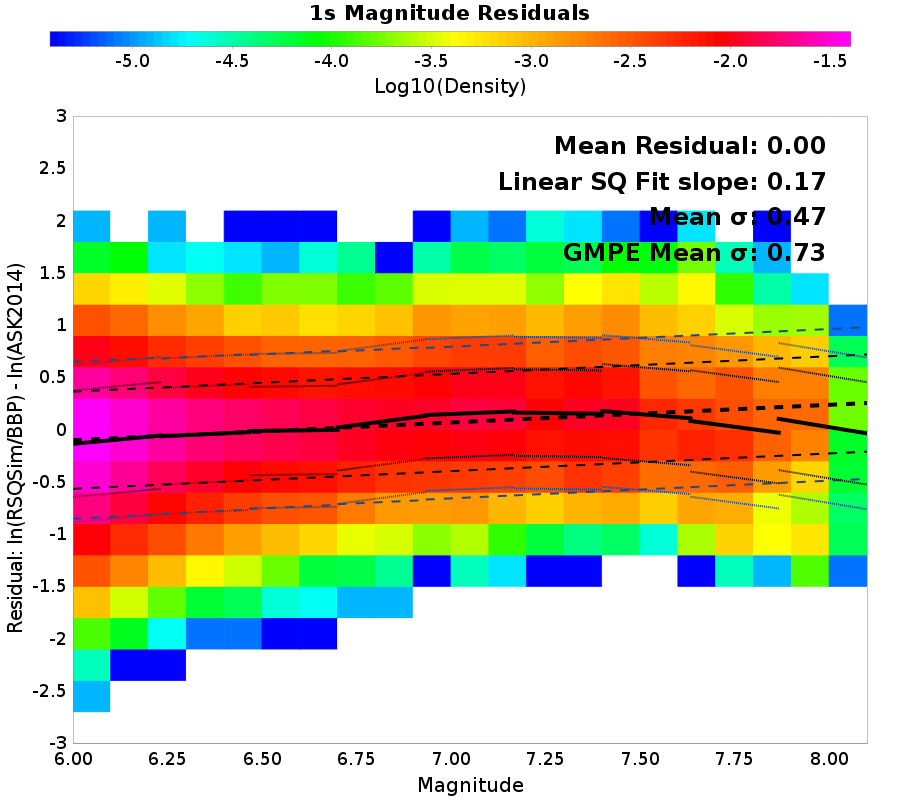 1s Magnitude Residuals
-5.0 -4.5 -4.0 -3.5 -3.0 -2.5 -2.0 -1.5
Log10(Density)
Mean Residual: 0.00
Linear SQ Fit slope: 0.17
Mean σ: 0.47
GMPE Mean σ: 0.73
Residual: ln(RSQSim/BBP) - ln(ASK2014)
3
2.5
2
1.5
1
0.5
0
-0.5
-1
-1.5
-2
-2.5
-3
6.00 6.25 6.50 6.75 7.00 7.25 7.50 7.75 8.00
Magnitude